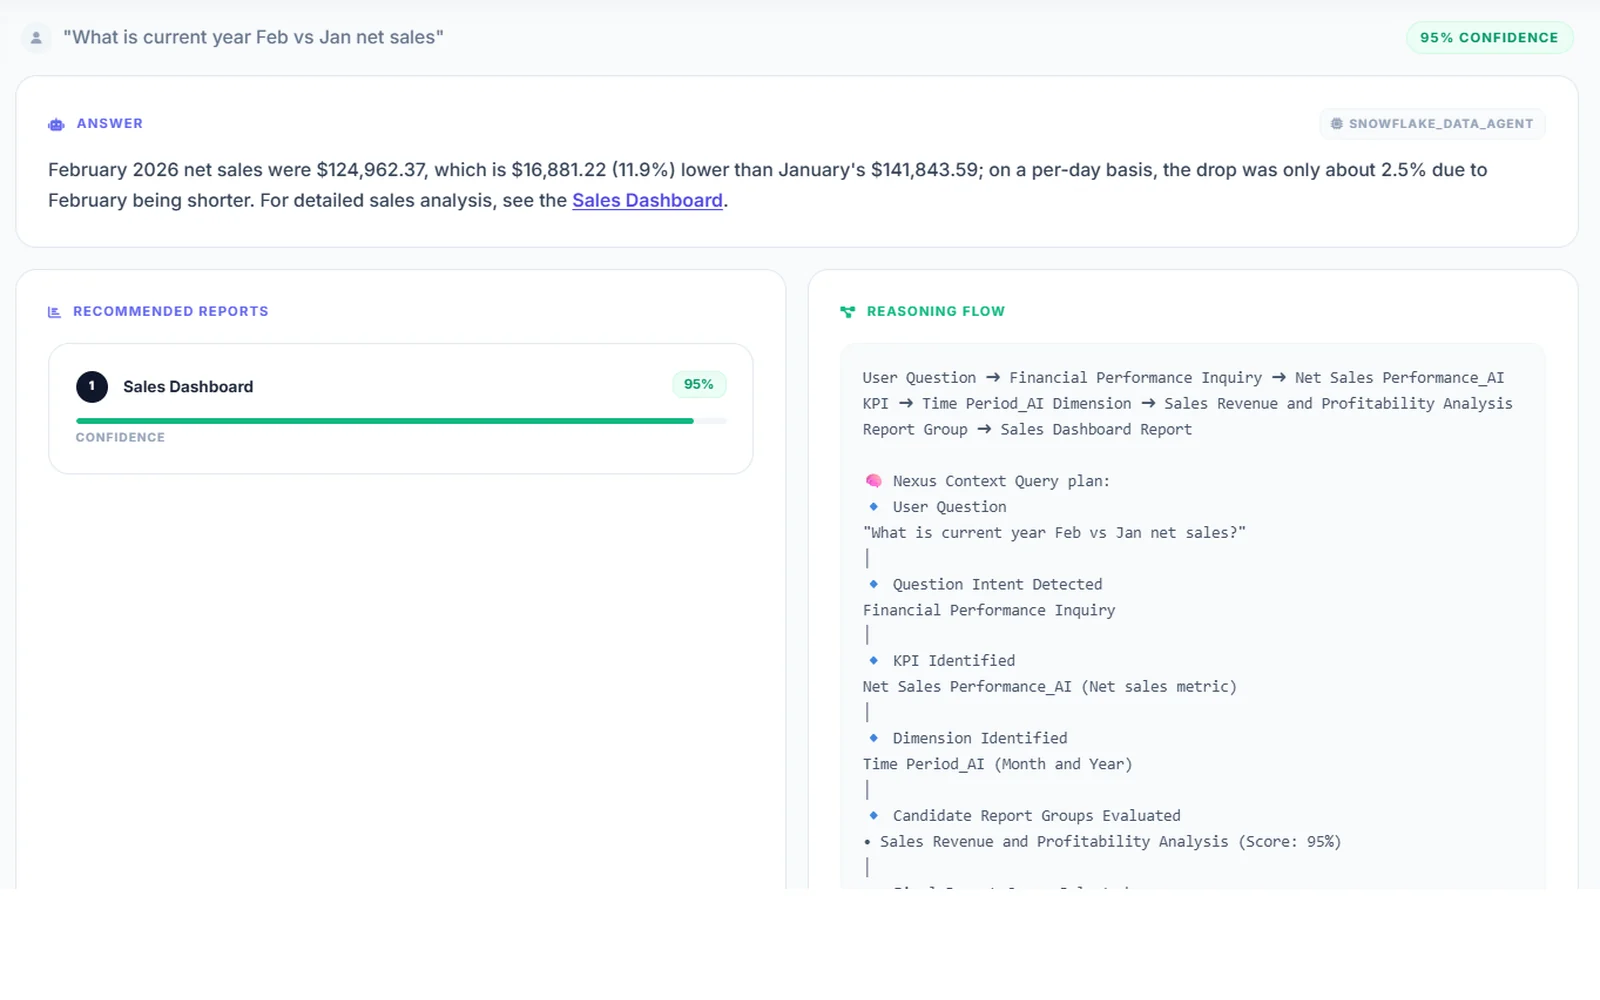 "What is current year Feb vs Jan net sales"
95% CONFIDENCE
ANSWER
SNOWFLAKE_DATA_AGENT
February 2026 net sales were $124,962.37, which is $16,881.22 (11.9%) lower than January's $141,843.59; on a per-day basis, the drop was only about 2.5% due to
February being shorter. For detailed sales analysis, see the Sales Dashboard.
RECOMMENDED REPORTS
1
Sales Dashboard
95%
CONFIDENCE
REASONING FLOW
User Question → Financial Performance Inquiry → Net Sales Performance_AI
KPI → Time Period_AI Dimension → Sales Revenue and Profitability Analysis
Report Group → Sales Dashboard Report
🧠 Nexus Context Query plan:
🔹 User Question
"What is current year Feb vs Jan net sales?"
│
🔹 Question Intent Detected
Financial Performance Inquiry
│
🔹 KPI Identified
Net Sales Performance_AI (Net sales metric)
│
🔹 Dimension Identified
Time Period_AI (Month and Year)
│
🔹 Candidate Report Groups Evaluated
• Sales Revenue and Profitability Analysis (Score: 95%)
│